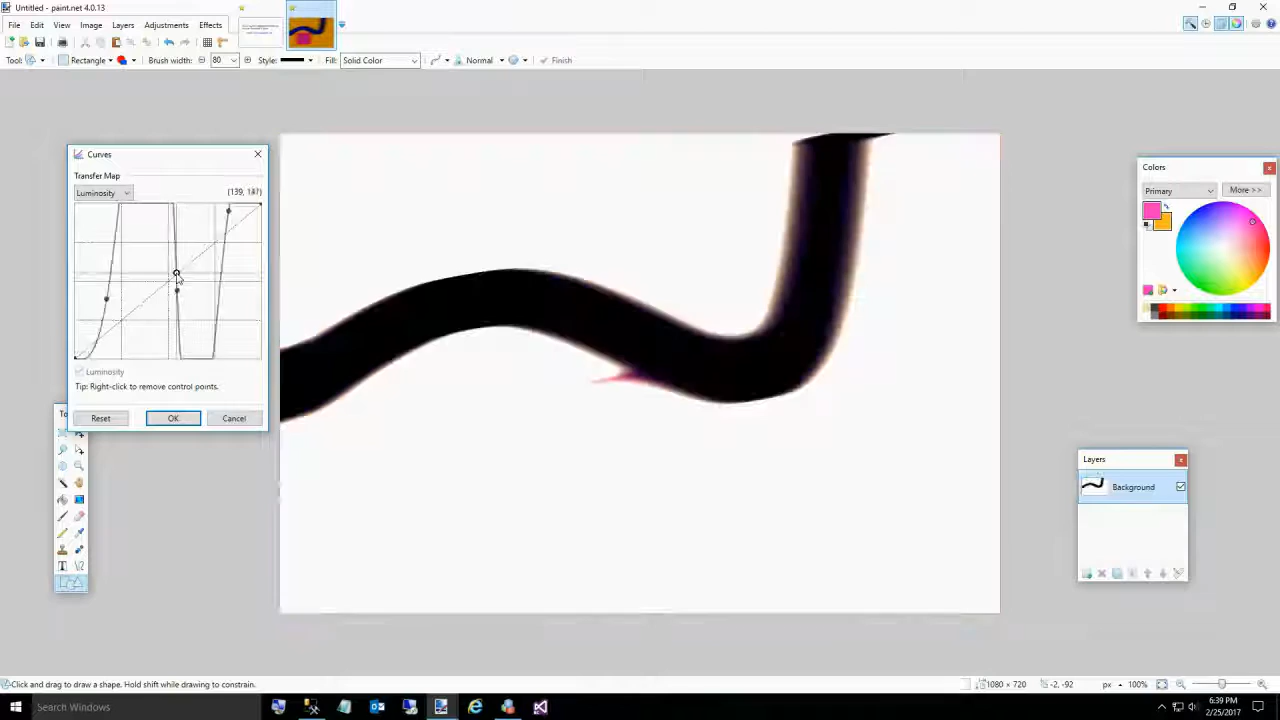 Untitled - paint.net 4.0.13
File Edit View Image Layers Adjustments Effects
Tool: Rectangle Brush width: 80 Style: Fill: Solid Color Normal Finish
Curves
Transfer Map
Luminosity
Luminosity
Tip: Right-click to remove control points.
Reset OK Cancel
Colors
Primary More >>
Layers
Background
Click and drag to draw a shape. Hold shift while drawing to constrain.
1080 × 720 -2, -92 px 100%
Search Windows
6:39 PM
2/25/2017